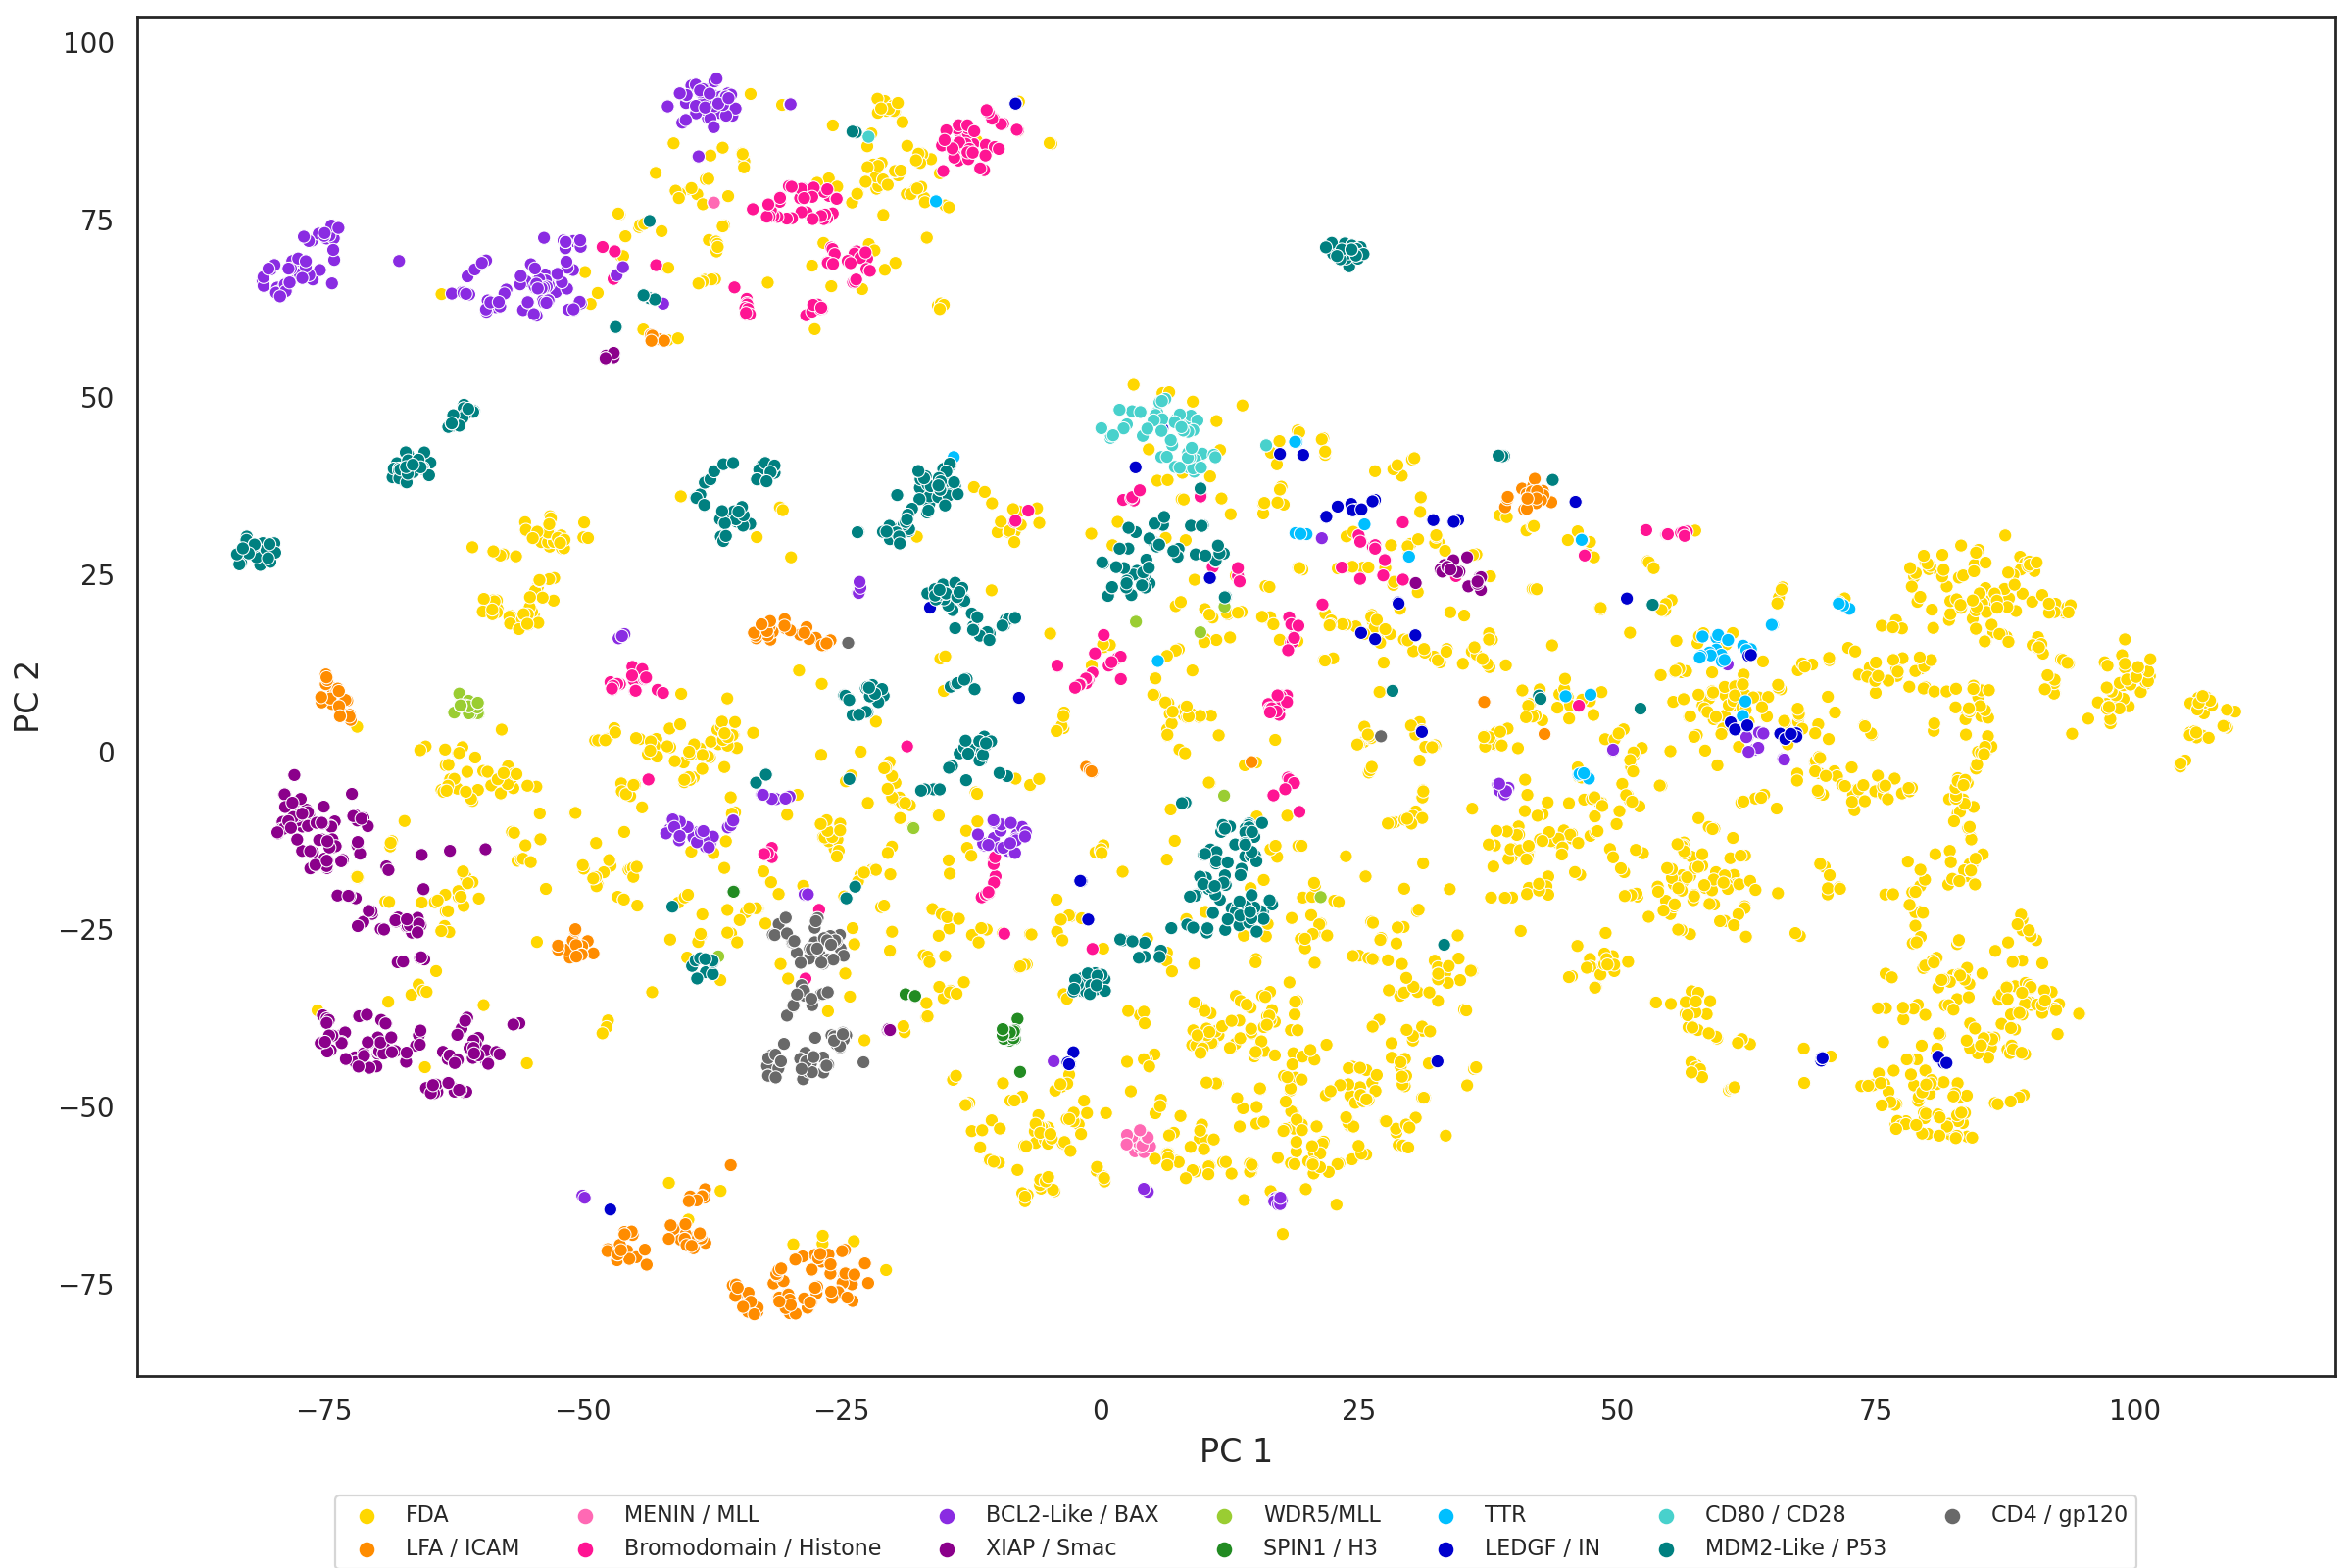 100
75
50
25
0
−25
−50
−75
PC 2
−75 −50 −25 0 25 50 75 100
PC 1
FDA MENIN / MLL BCL2-Like / BAX WDR5/MLL TTR CD80 / CD28 CD4 / gp120
LFA / ICAM Bromodomain / Histone XIAP / Smac SPIN1 / H3 LEDGF / IN MDM2-Like / P53